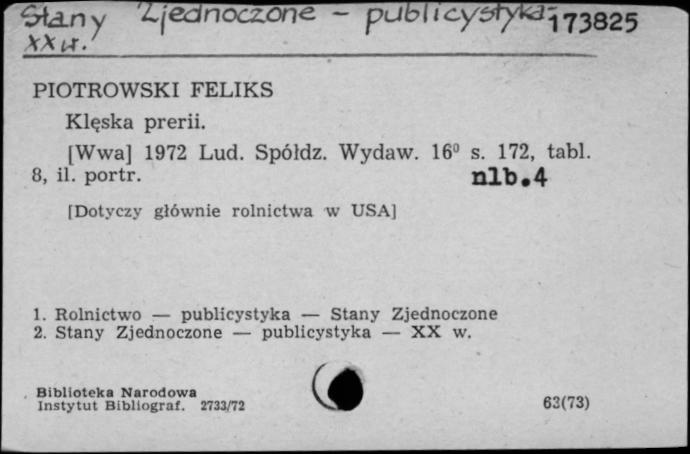 Stany Zjednoczone - publicystyka- 173825
XX w.
PIOTROWSKI FELIKS
Klęska prerii.
[Wwa] 1972 Lud. Spółdz. Wydaw. 16⁰ s. 172, tabl.
8, il. portr. nlb.4
[Dotyczy głównie rolnictwa w USA]
1. Rolnictwo — publicystyka — Stany Zjednoczone
2. Stany Zjednoczone — publicystyka — XX w.
Biblioteka Narodowa
Instytut Bibliograf. 2733/72 63(73)